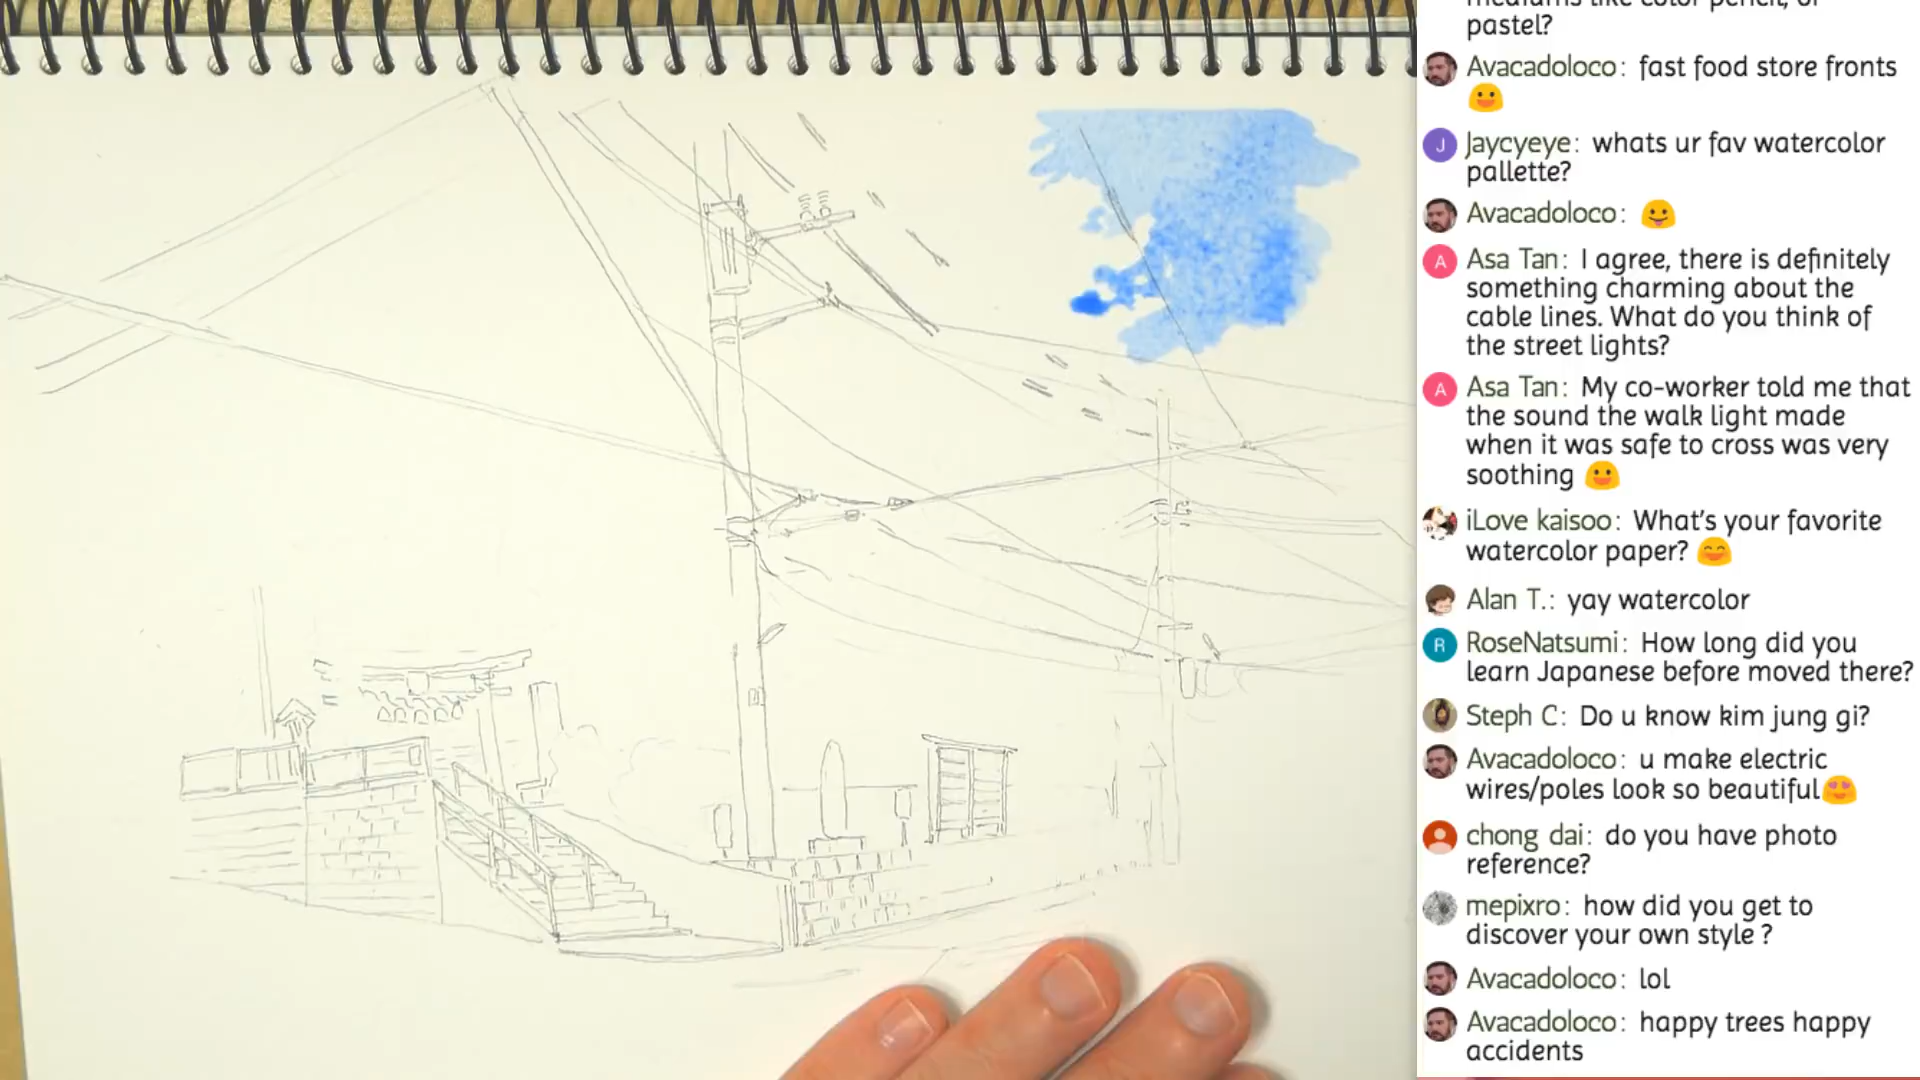 mediums like color pencil, or
pastel?
Avacadoloco: fast food store fronts
Jaycyeye: whats ur fav watercolor
pallette?
Avacadoloco:
Asa Tan: I agree, there is definitely
something charming about the
cable lines. What do you think of
the street lights?
Asa Tan: My co-worker told me that
the sound the walk light made
when it was safe to cross was very
soothing
iLove kaisoo: What's your favorite
watercolor paper?
Alan T.: yay watercolor
RoseNatsumi: How long did you
learn Japanese before moved there?
Steph C: Do u know kim jung gi?
Avacadoloco: u make electric
wires/poles look so beautiful
chong dai: do you have photo
reference?
mepixro: how did you get to
discover your own style ?
Avacadoloco: lol
Avacadoloco: happy trees happy
accidents